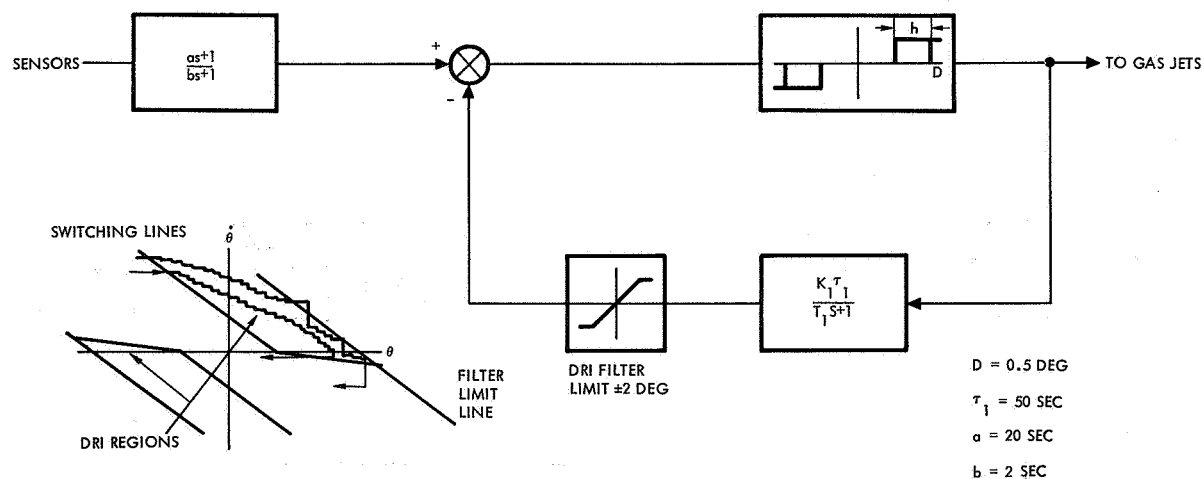 SENSORS
as+1
bs+1
+
-
h
D
TO GAS JETS
K₁τ₁
T₁S+1
DRI FILTER
LIMIT ±2 DEG
SWITCHING LINES
θ̇
θ
FILTER
LIMIT
LINE
DRI REGIONS
D = 0.5 DEG
τ₁ = 50 SEC
a = 20 SEC
b = 2 SEC